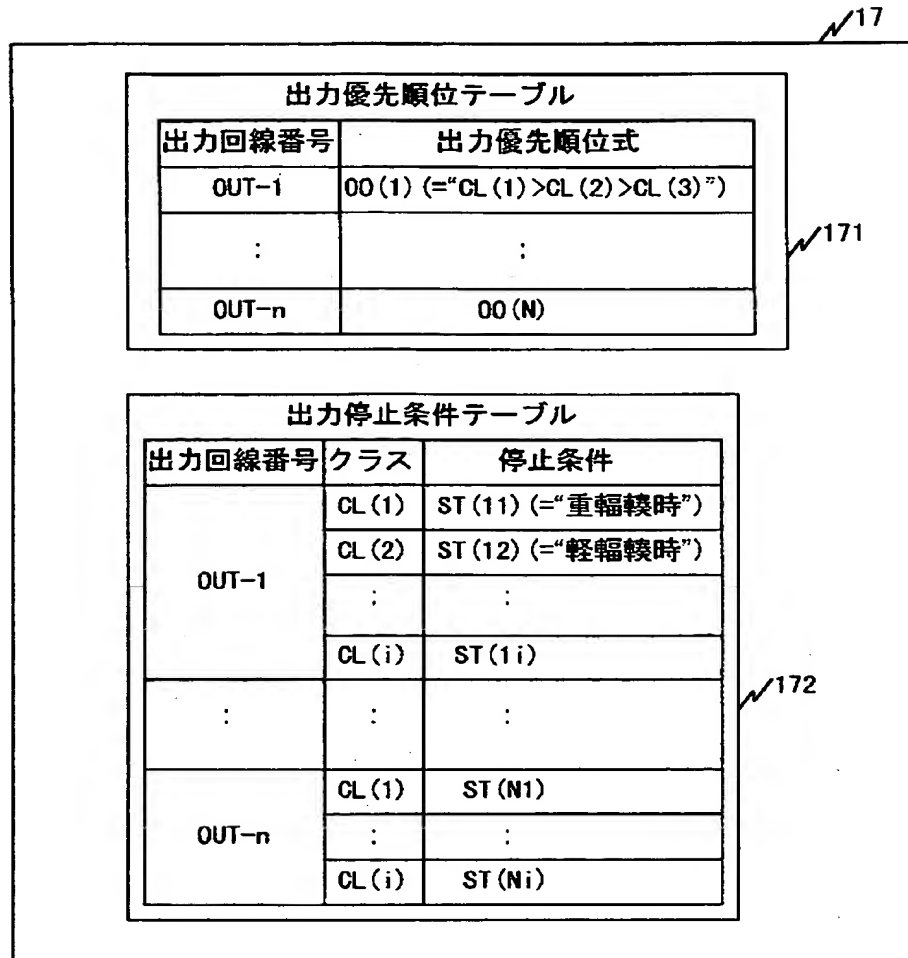 17
出力優先順位テーブル
出力回線番号 出力優先順位式
OUT-1 OO(1) (=“CL(1)>CL(2)>CL(3)”)
: :
OUT-n OO(N)
171
出力停止条件テーブル
出力回線番号 クラス 停止条件
OUT-1 CL(1) ST(11) (=“重輻輳時”)
CL(2) ST(12) (=“軽輻輳時”)
: :
CL(i) ST(1i)
172
: : :
OUT-n CL(1) ST(N1)
: :
CL(i) ST(Ni)